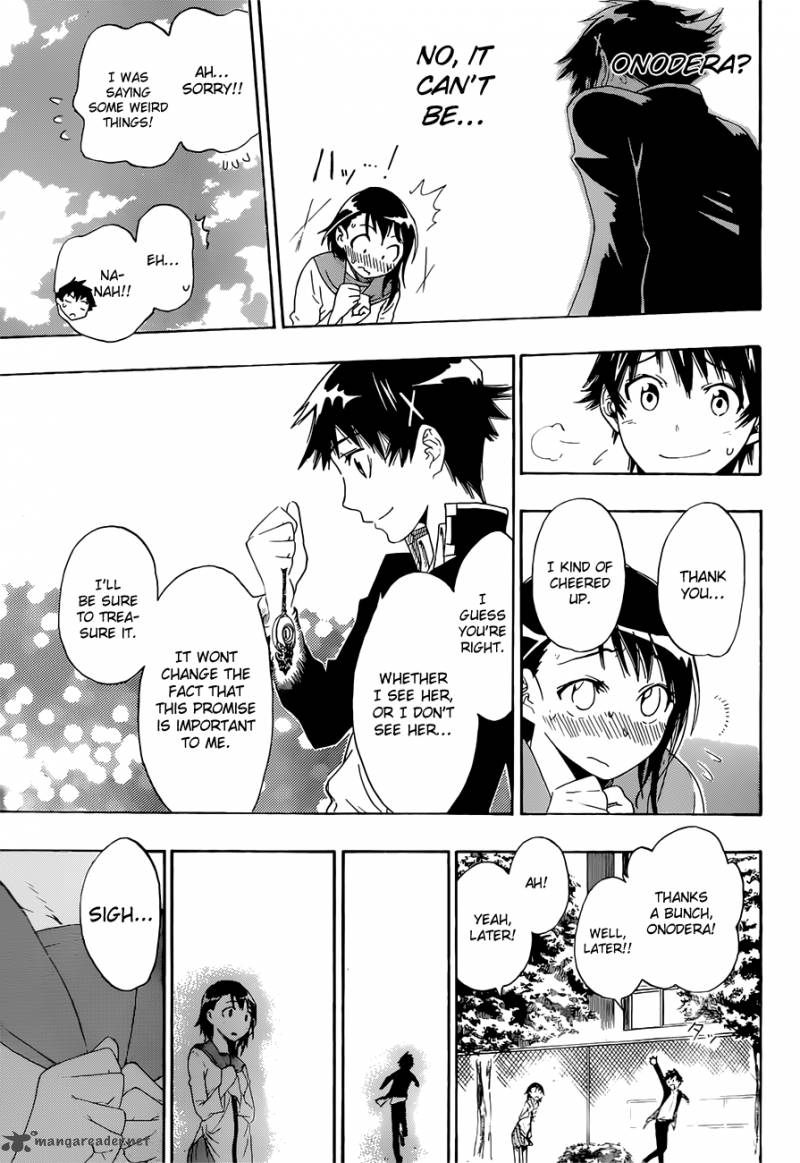 ONODERA?
NO, IT
CAN'T
BE...
バッ…!
AH...
SORRY!!
I WAS
SAYING
SOME WEIRD
THINGS!
EH...
NA-
NAH!!
THANK
YOU...
I KIND OF
CHEERED
UP.
I
GUESS
YOU'RE
RIGHT.
WHETHER
I SEE HER,
OR I DON'T
SEE HER...
IT WONT
CHANGE THE
FACT THAT
THIS PROMISE
IS IMPORTANT
TO ME.
I'LL
BE SURE
TO TREA-
SURE IT.
THANKS
A BUNCH,
ONODERA!
WELL,
LATER!!
AH!
YEAH,
LATER!
タッ
SIGH...
mangareader.net